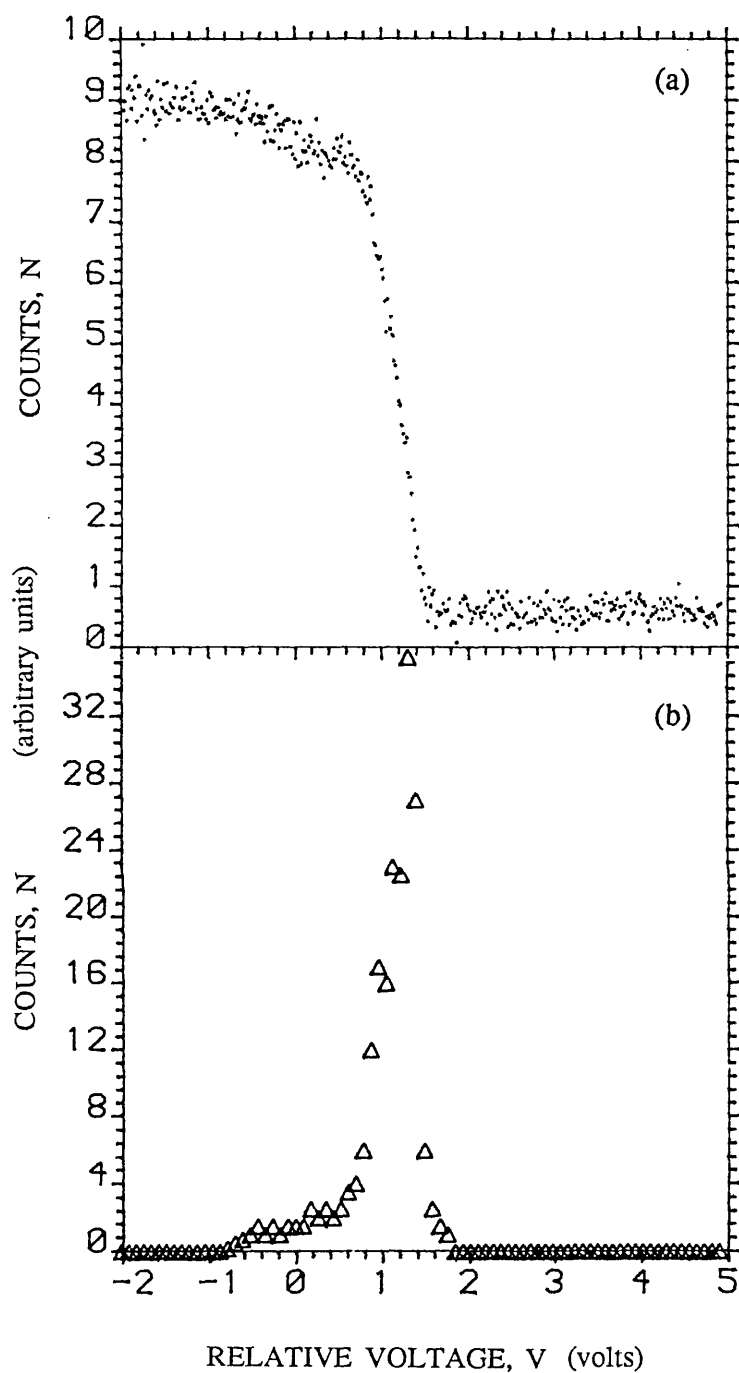 10
9
8
7
6
5
4
3
2
1
0
(a)
COUNTS, N
(arbitrary units)
32
28
24
20
16
12
8
4
0
(b)
COUNTS, N
-2 -1 0 1 2 3 4 5
RELATIVE VOLTAGE, V (volts)